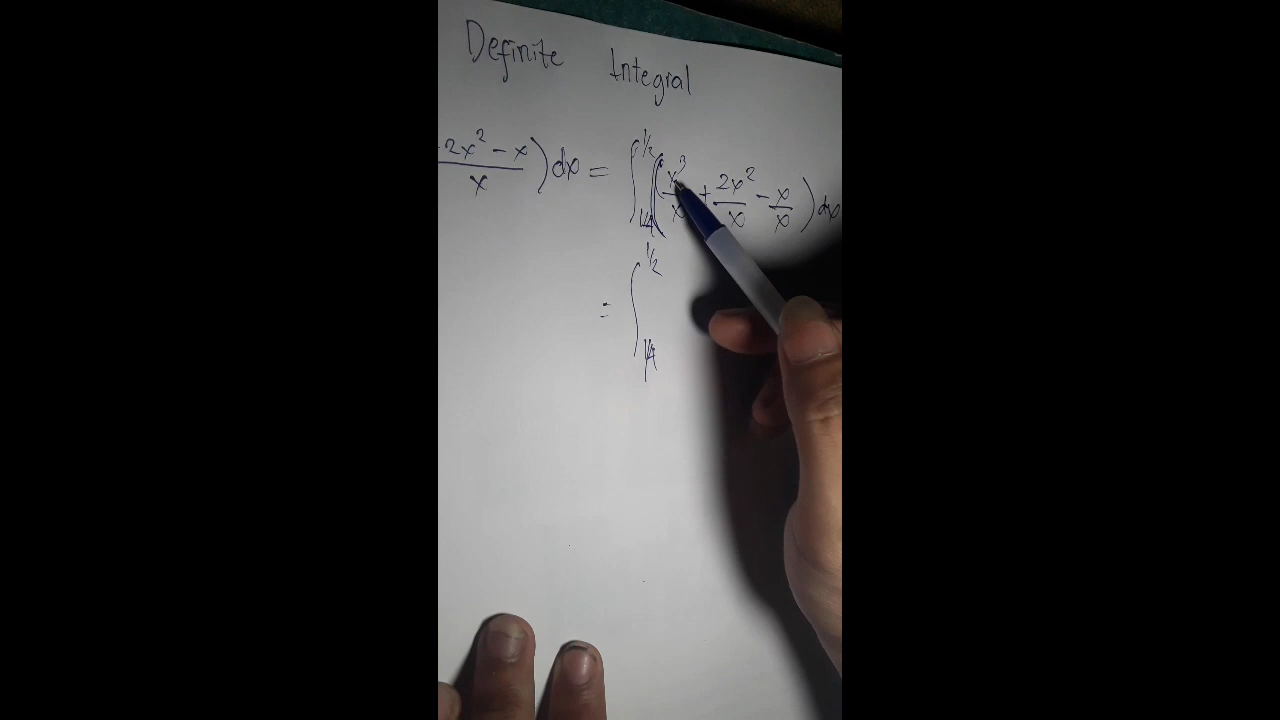 Definite Integral
2x² - x / x ) dx = ∫ 1/2 1/4 ( x³/x + 2x²/x - x/x ) dx
= ∫ 1/2 1/4